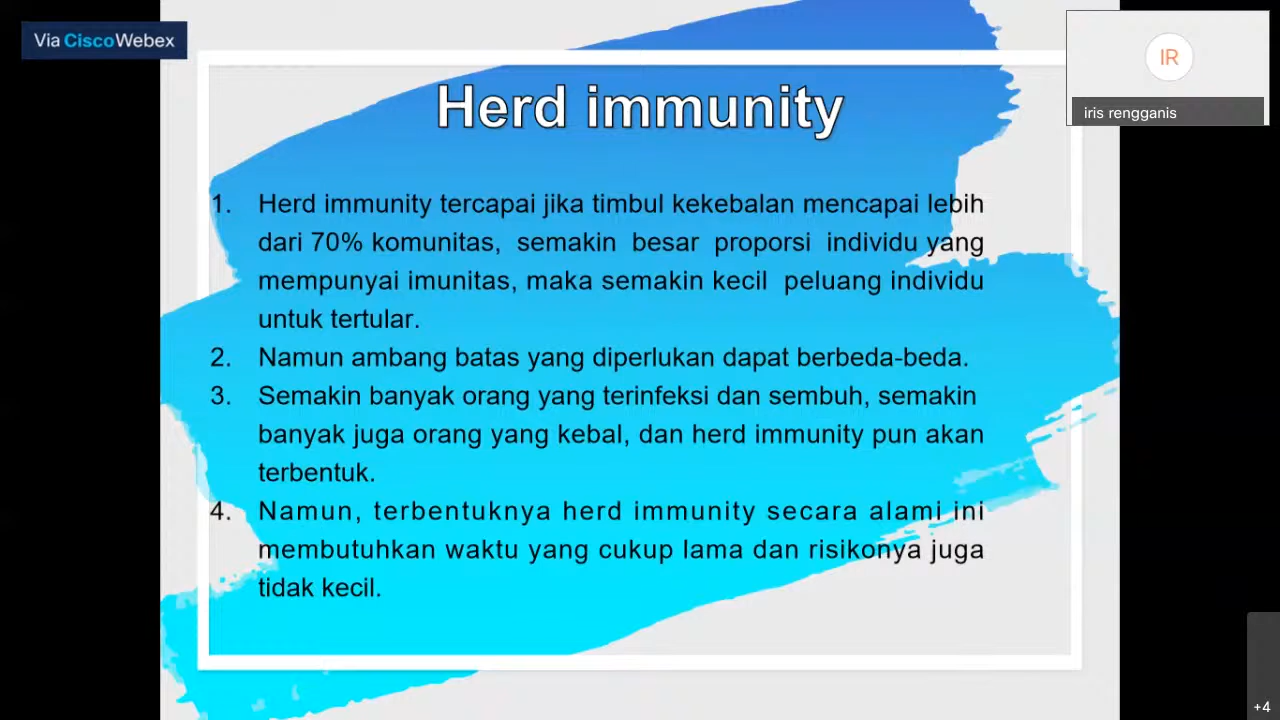 Via Cisco Webex
IR
iris rengganis
Herd immunity
1. Herd immunity tercapai jika timbul kekebalan mencapai lebih
dari 70% komunitas, semakin besar proporsi individu yang
mempunyai imunitas, maka semakin kecil peluang individu
untuk tertular.
2. Namun ambang batas yang diperlukan dapat berbeda-beda.
3. Semakin banyak orang yang terinfeksi dan sembuh, semakin
banyak juga orang yang kebal, dan herd immunity pun akan
terbentuk.
4. Namun, terbentuknya herd immunity secara alami ini
membutuhkan waktu yang cukup lama dan risikonya juga
tidak kecil.
+4